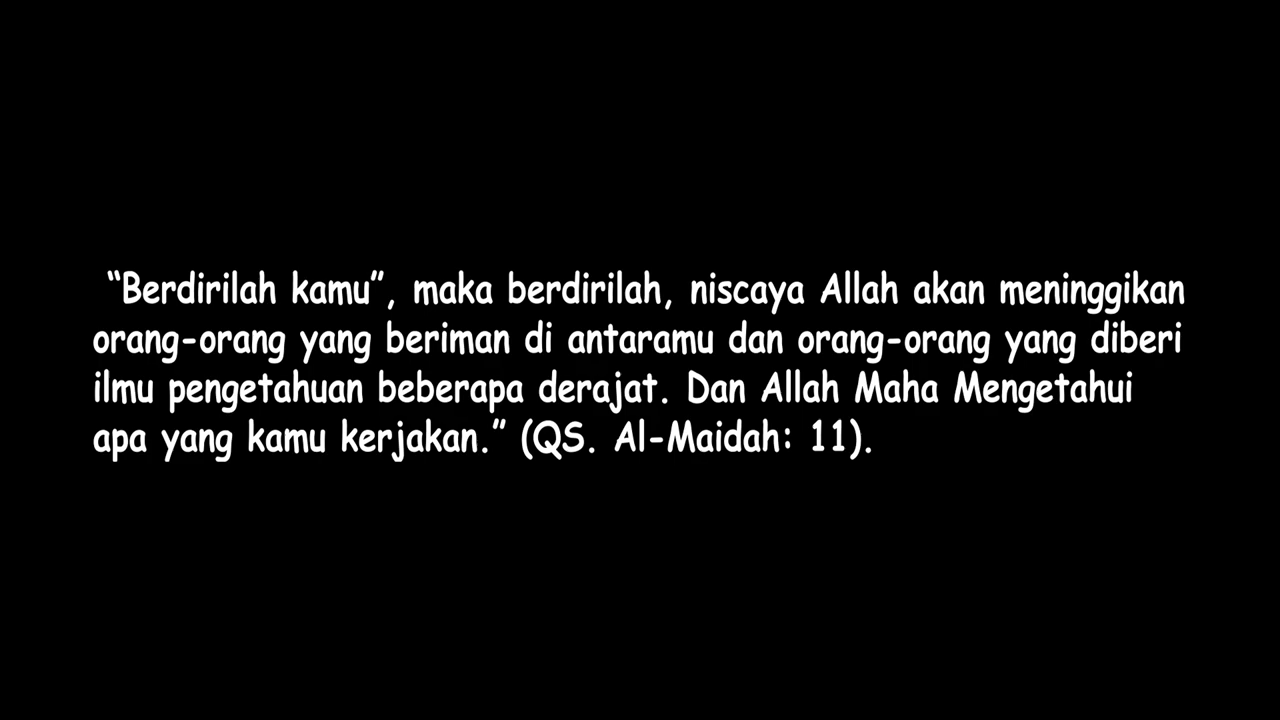 “Berdirilah kamu”, maka berdirilah, niscaya Allah akan meninggikan
orang-orang yang beriman di antaramu dan orang-orang yang diberi
ilmu pengetahuan beberapa derajat. Dan Allah Maha Mengetahui
apa yang kamu kerjakan.” (QS. Al-Maidah: 11).